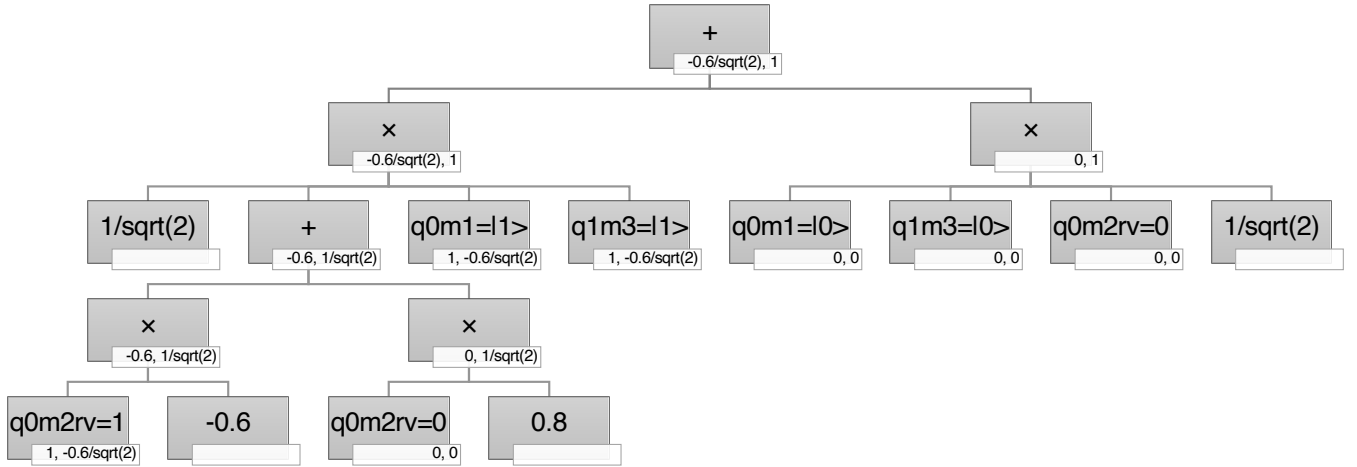 +
-0.6/sqrt(2), 1
×
-0.6/sqrt(2), 1
×
0, 1
1/sqrt(2)
+
-0.6, 1/sqrt(2)
q0m1=|1>
1, -0.6/sqrt(2)
q1m3=|1>
1, -0.6/sqrt(2)
q0m1=|0>
0, 0
q1m3=|0>
0, 0
q0m2rv=0
0, 0
1/sqrt(2)
×
-0.6, 1/sqrt(2)
×
0, 1/sqrt(2)
q0m2rv=1
1, -0.6/sqrt(2)
-0.6
q0m2rv=0
0, 0
0.8